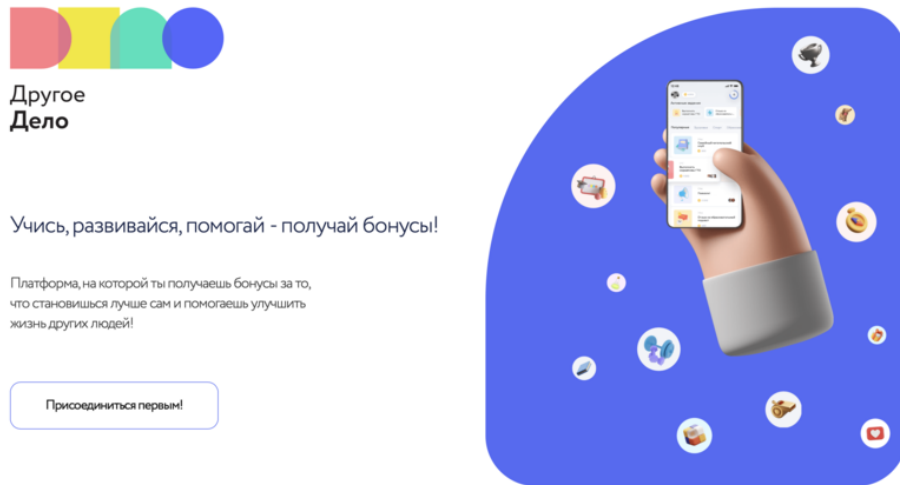 Другое
Дело
Учись, развивайся, помогай - получай бонусы!
Платформа, на которой ты получаешь бонусы за то,
что становишься лучше сам и помогаешь улучшить
жизнь других людей!
Присоединиться первым!